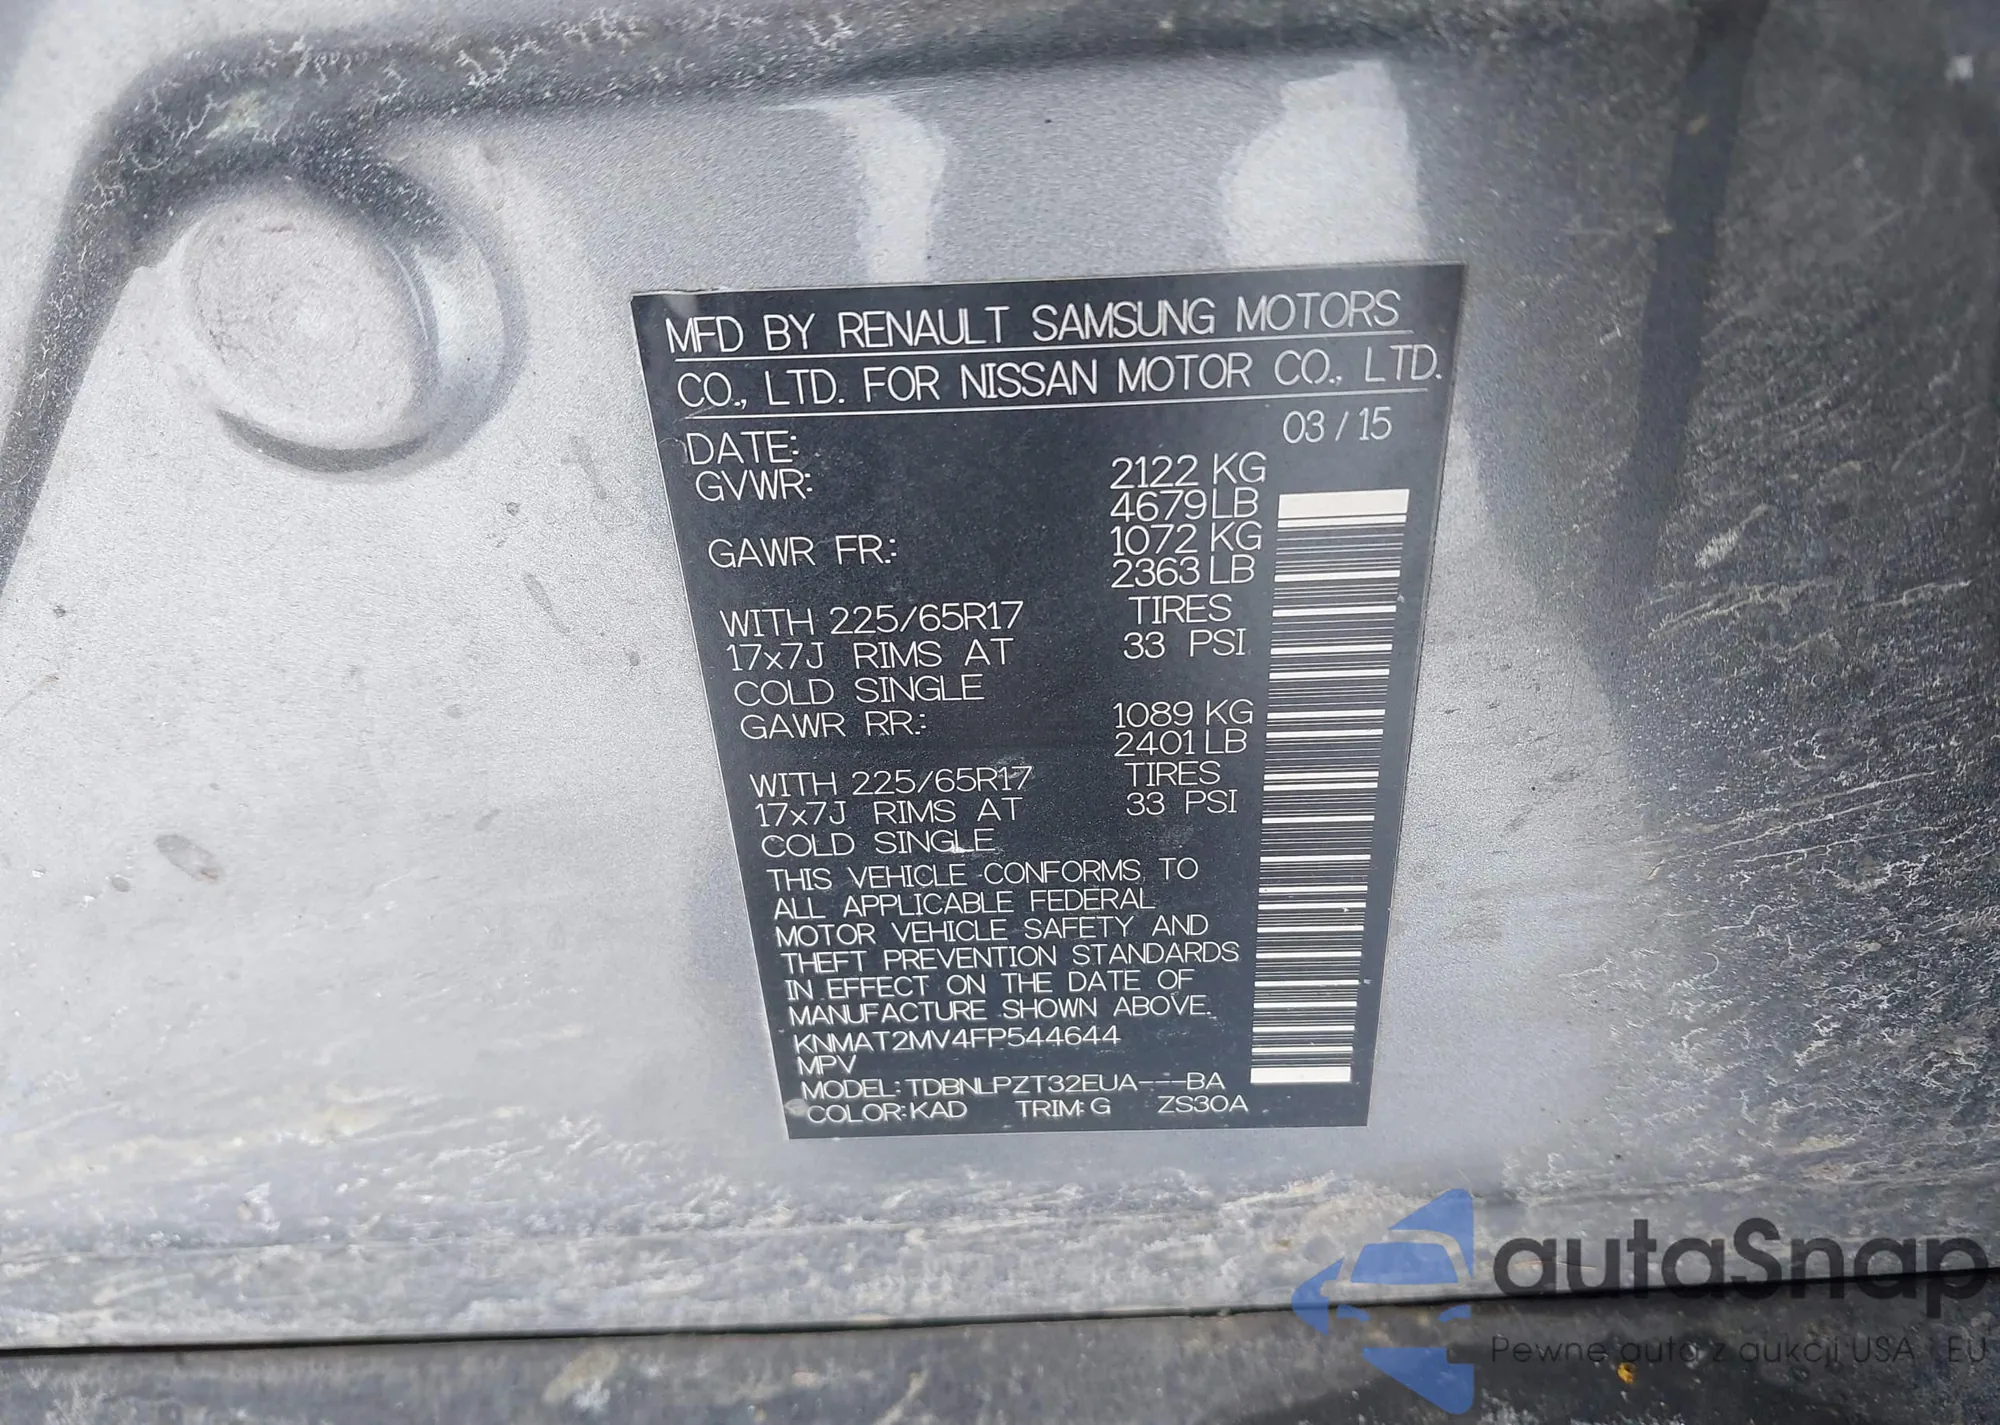 MFD BY RENAULT SAMSUNG MOTORS
CO., LTD. FOR NISSAN MOTOR CO., LTD.
DATE: 03 / 15
GVWR: 2122 KG
4679 LB
GAWR FR.: 1072 KG
2363 LB
WITH 225/65R17 TIRES
17x7J RIMS AT 33 PSI
COLD SINGLE
GAWR RR.: 1089 KG
2401 LB
WITH 225/65R17 TIRES
17x7J RIMS AT 33 PSI
COLD SINGLE
THIS VEHICLE CONFORMS TO
ALL APPLICABLE FEDERAL
MOTOR VEHICLE SAFETY AND
THEFT PREVENTION STANDARDS
IN EFFECT ON THE DATE OF
MANUFACTURE SHOWN ABOVE.
KNMAT2MV4FP544644
MPV
MODEL: TDBNLPZT32EUA---BA
COLOR: KAD TRIM: G ZS30A
autaSnap
Pewne auta z aukcji USA i EU